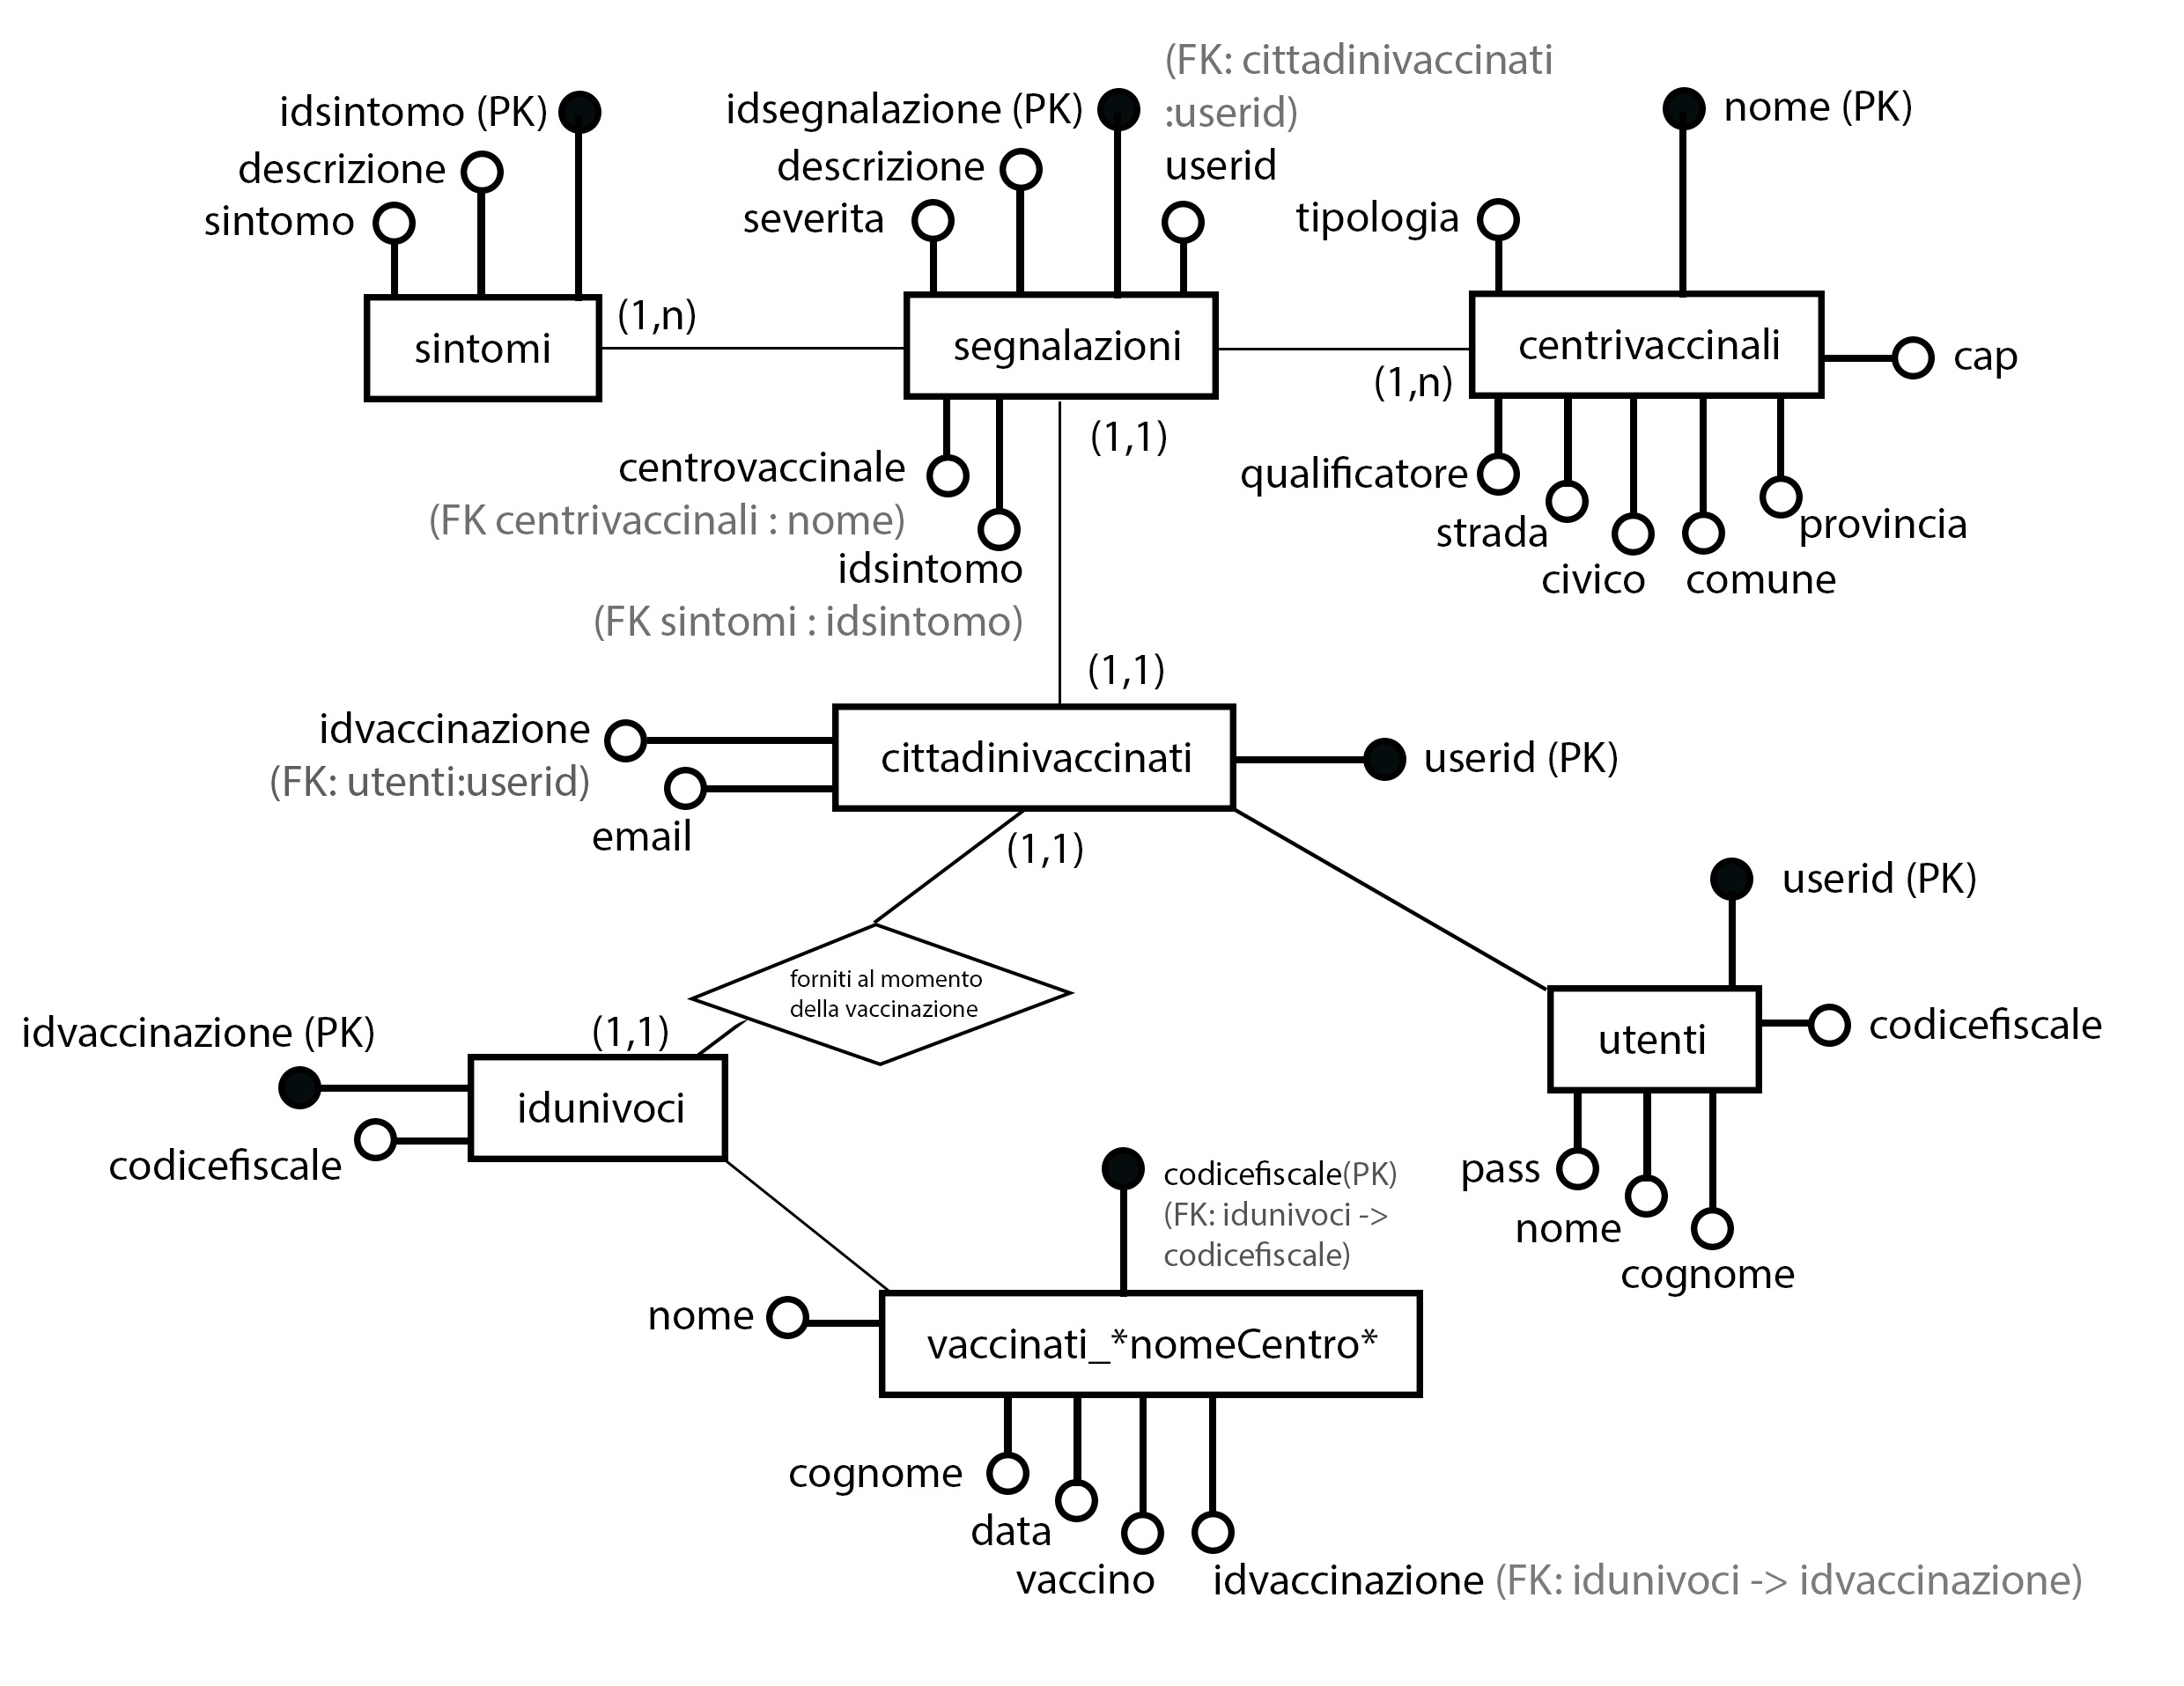 idsintomo (PK)
descrizione
sintomo
sintomi
(1,n)
idsegnalazione (PK)
descrizione
severita
(FK: cittadinivaccinati
:userid)
userid
segnalazioni
centrovaccinale
(FK centrivaccinali : nome)
idsintomo
(FK sintomi : idsintomo)
(1,1)
(1,n)
nome (PK)
tipologia
centrivaccinali
cap
qualificatore
strada
civico
comune
provincia
(1,1)
idvaccinazione
(FK: utenti:userid)
email
cittadinivaccinati
userid (PK)
(1,1)
forniti al momento
della vaccinazione
(1,1)
idvaccinazione (PK)
codicefiscale
idunivoci
userid (PK)
codicefiscale
utenti
pass
nome
cognome
codicefiscale(PK)
(FK: idunivoci ->
codicefiscale)
nome
vaccinati_*nomeCentro*
cognome
data
vaccino
idvaccinazione (FK: idunivoci -> idvaccinazione)